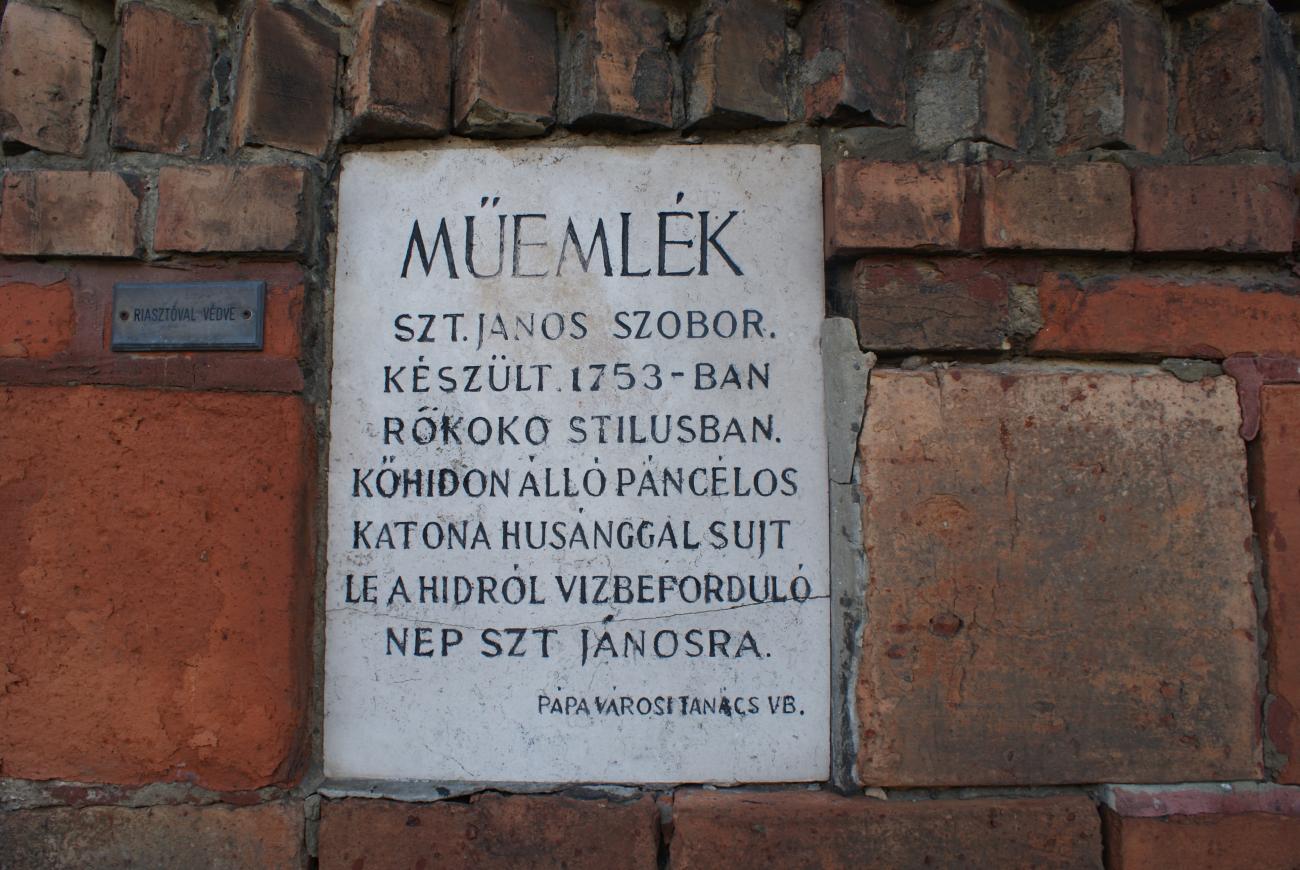 MŰEMLÉK
SZT. JANOS SZOBOR.
KÉSZÜLT. 1753-BAN
RŐKOKO STILUSBAN.
KŐHIDON ÁLLÓ PÁNCÉLOS
KATONA HUSÁNGGAL SUJT
LE A HIDRÓL VIZBEFORDULÓ
NEP SZT JÁNOSRA.
PÁPA VÁROSI TANÁCS VB.
RIASZTÓVAL VÉDVE